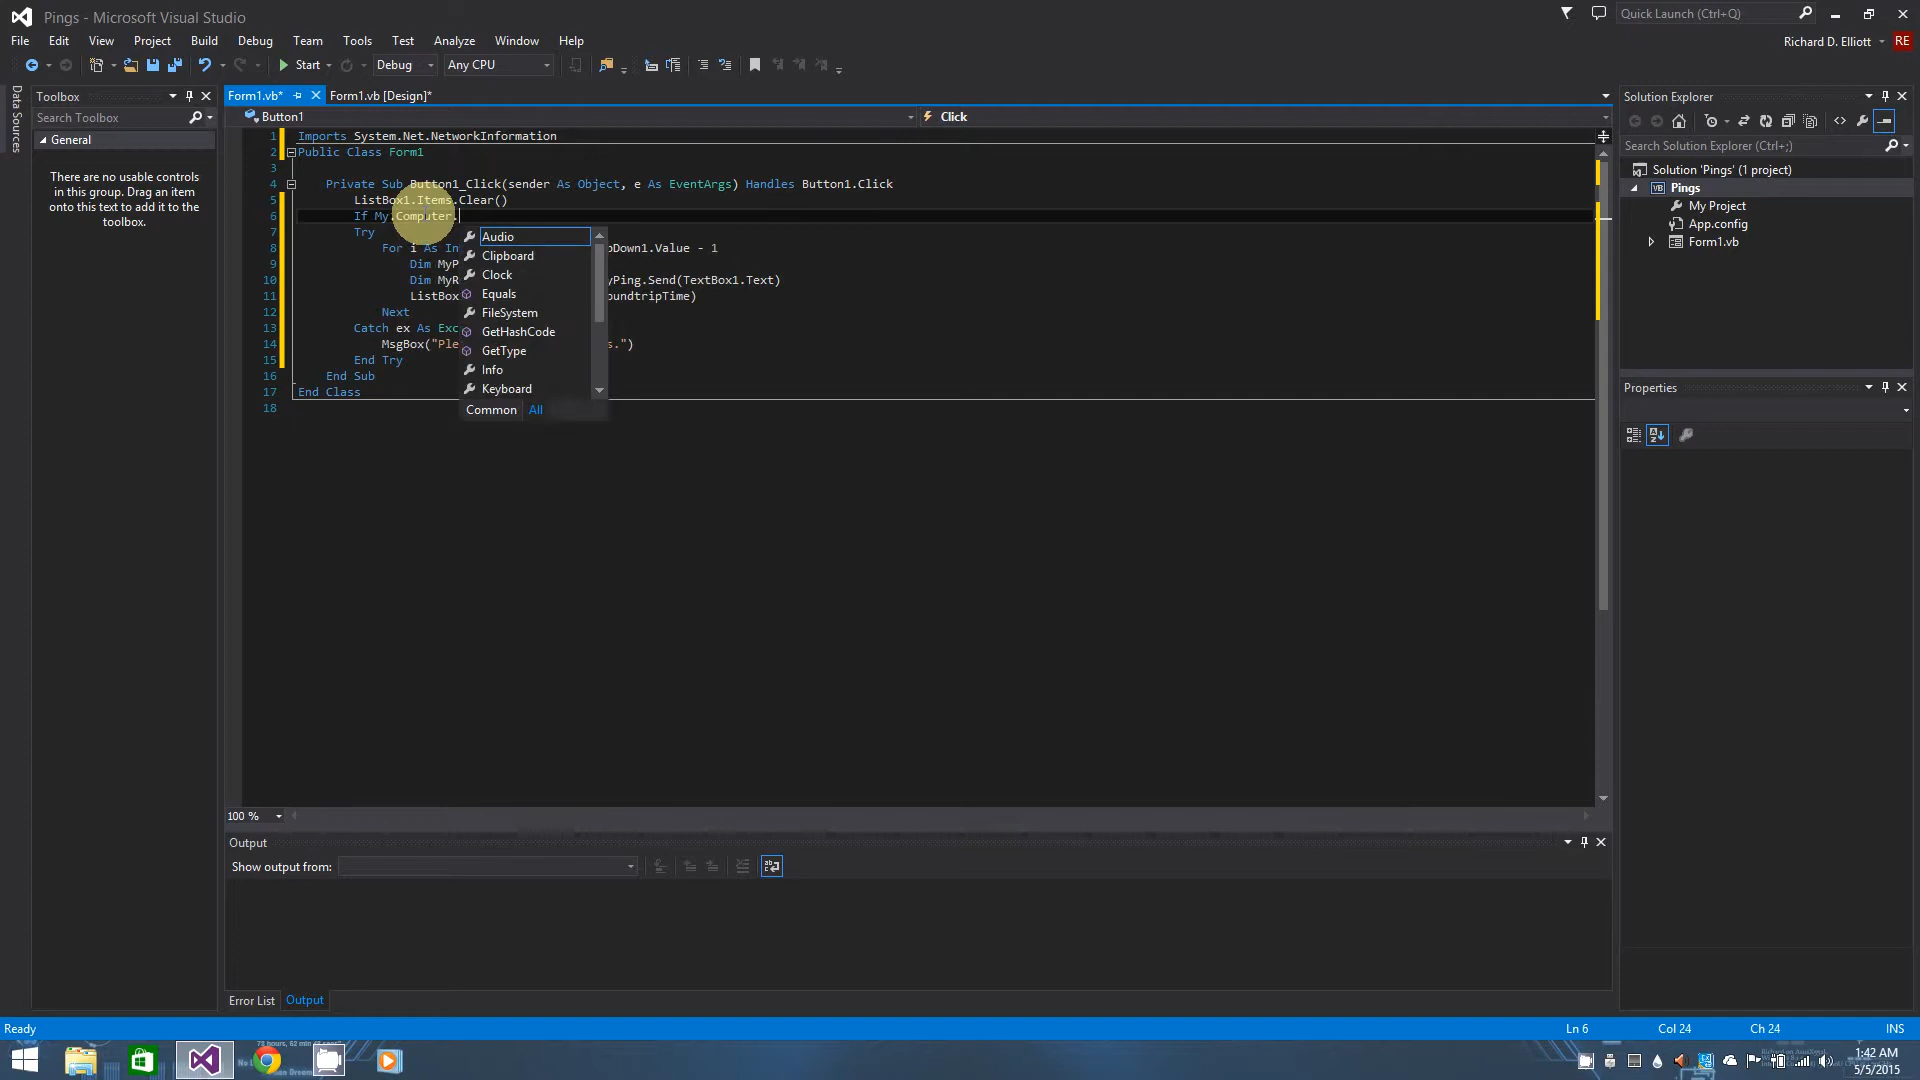 Pings - Microsoft Visual Studio
Quick Launch (Ctrl+Q)
File Edit View Project Build Debug Team Tools Test Analyze Window Help
Richard D. Elliott RE
Start Debug Any CPU
Data Sources
Toolbox
Search Toolbox
General
There are no usable controls
in this group. Drag an item
onto this text to add it to the
toolbox.
Form1.vb* Form1.vb [Design]*
Button1 Click
1 Imports System.Net.NetworkInformation
2 Public Class Form1
3
4 Private Sub Button1_Click(sender As Object, e As EventArgs) Handles Button1.Click
5 ListBox1.Items.Clear()
6 If My.Computer.
7 Try
8 For i As In pDown1.Value - 1
9 Dim MyP
10 Dim MyR yPing.Send(TextBox1.Text)
11 ListBox undtripTime)
12 Next
13 Catch ex As Exc
14 MsgBox("Ple s.")
15 End Try
16 End Sub
17 End Class
18
Audio
Clipboard
Clock
Equals
FileSystem
GetHashCode
GetType
Info
Keyboard
Common All
100 %
Output
Show output from:
Error List Output
Solution Explorer
Search Solution Explorer (Ctrl+;)
Solution 'Pings' (1 project)
VB Pings
My Project
App.config
Form1.vb
Properties
Ready
Ln 6 Col 24 Ch 24 INS
1:42 AM
5/5/2015